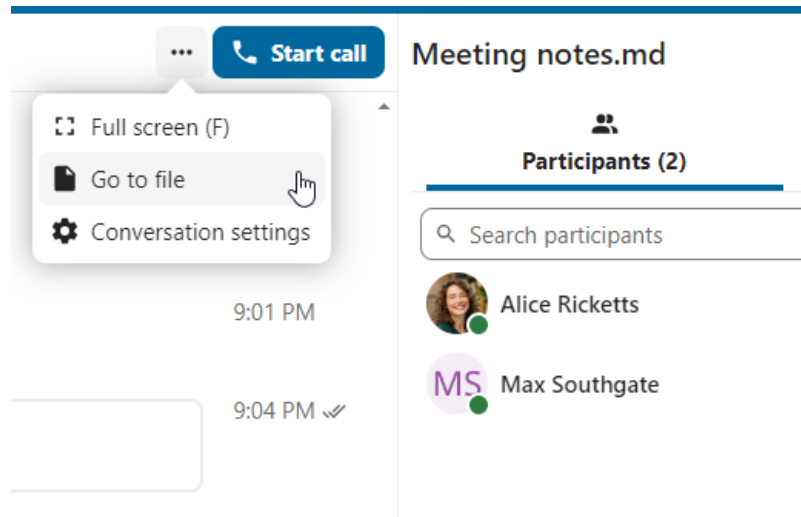 Start call
Full screen (F)
Go to file
Conversation settings
9:01 PM
9:04 PM
Meeting notes.md
Participants (2)
Search participants
Alice Ricketts
MS
Max Southgate